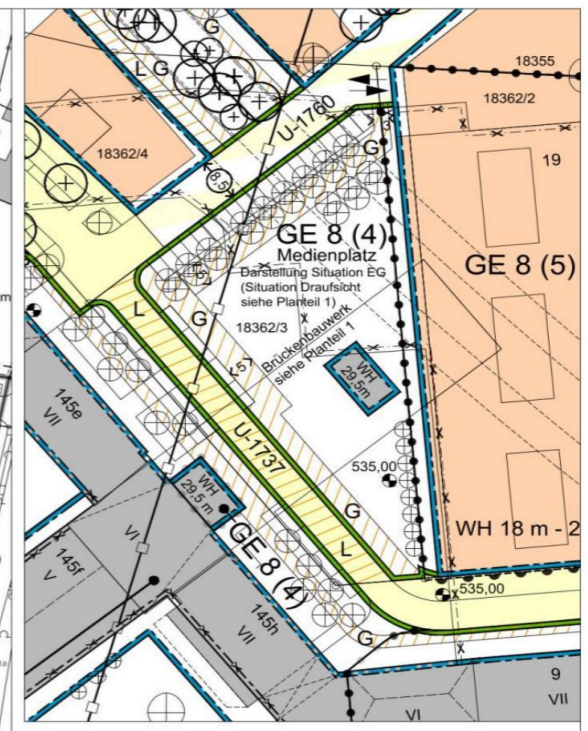 G
18355
L G
U-1760
18362/2
3
18362/4
8,5
G
19
GE 8 (4)
Medienplatz
GE 8 (5)
Darstellung Situation EG
(Situation Draufsicht
siehe Planteil 1)
5
L
G
18362/3
Brückenbauwerk
siehe Planteil 1
5
m
WH
29,5m
145e
VII
U-1737
535,00
WH
29,5 m
G
WH 18 m - 2
VI
GE 8 (4)
L
145f
V
535,00
145h
VII
G
9
VII
VI